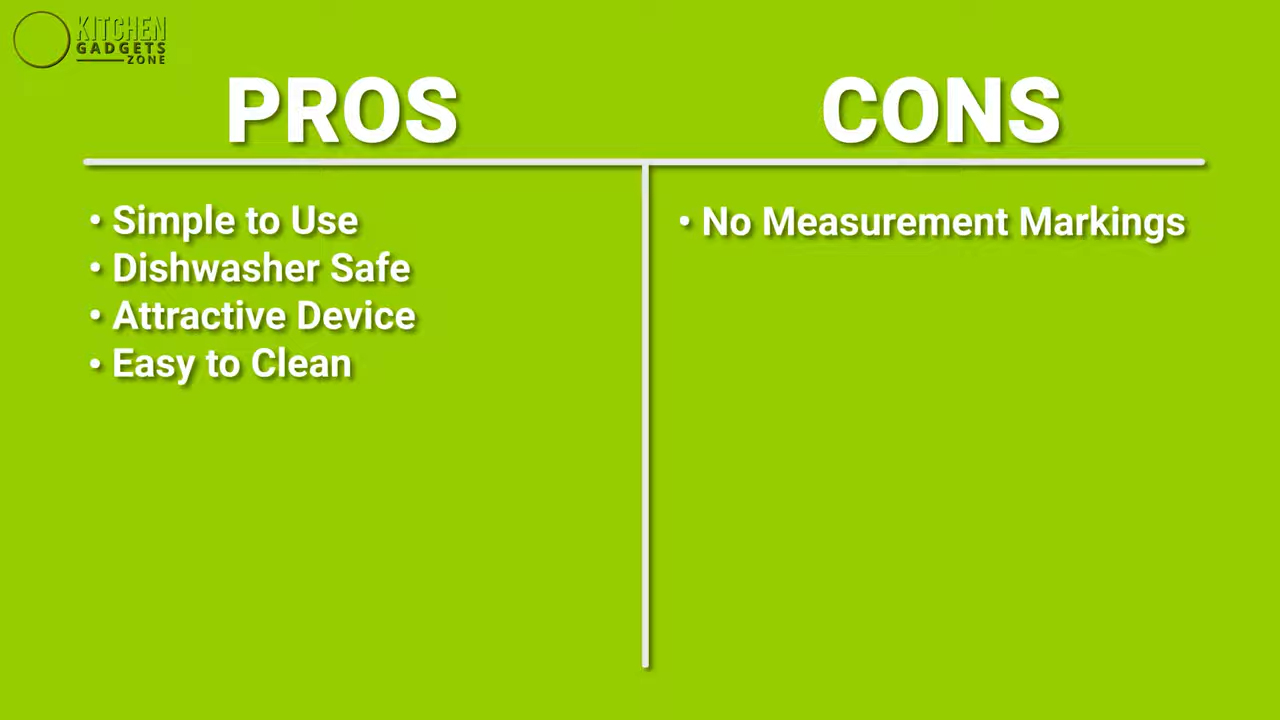 KITCHEN
GADGETS
ZONE
PROS
CONS
• Simple to Use
• Dishwasher Safe
• Attractive Device
• Easy to Clean
• No Measurement Markings